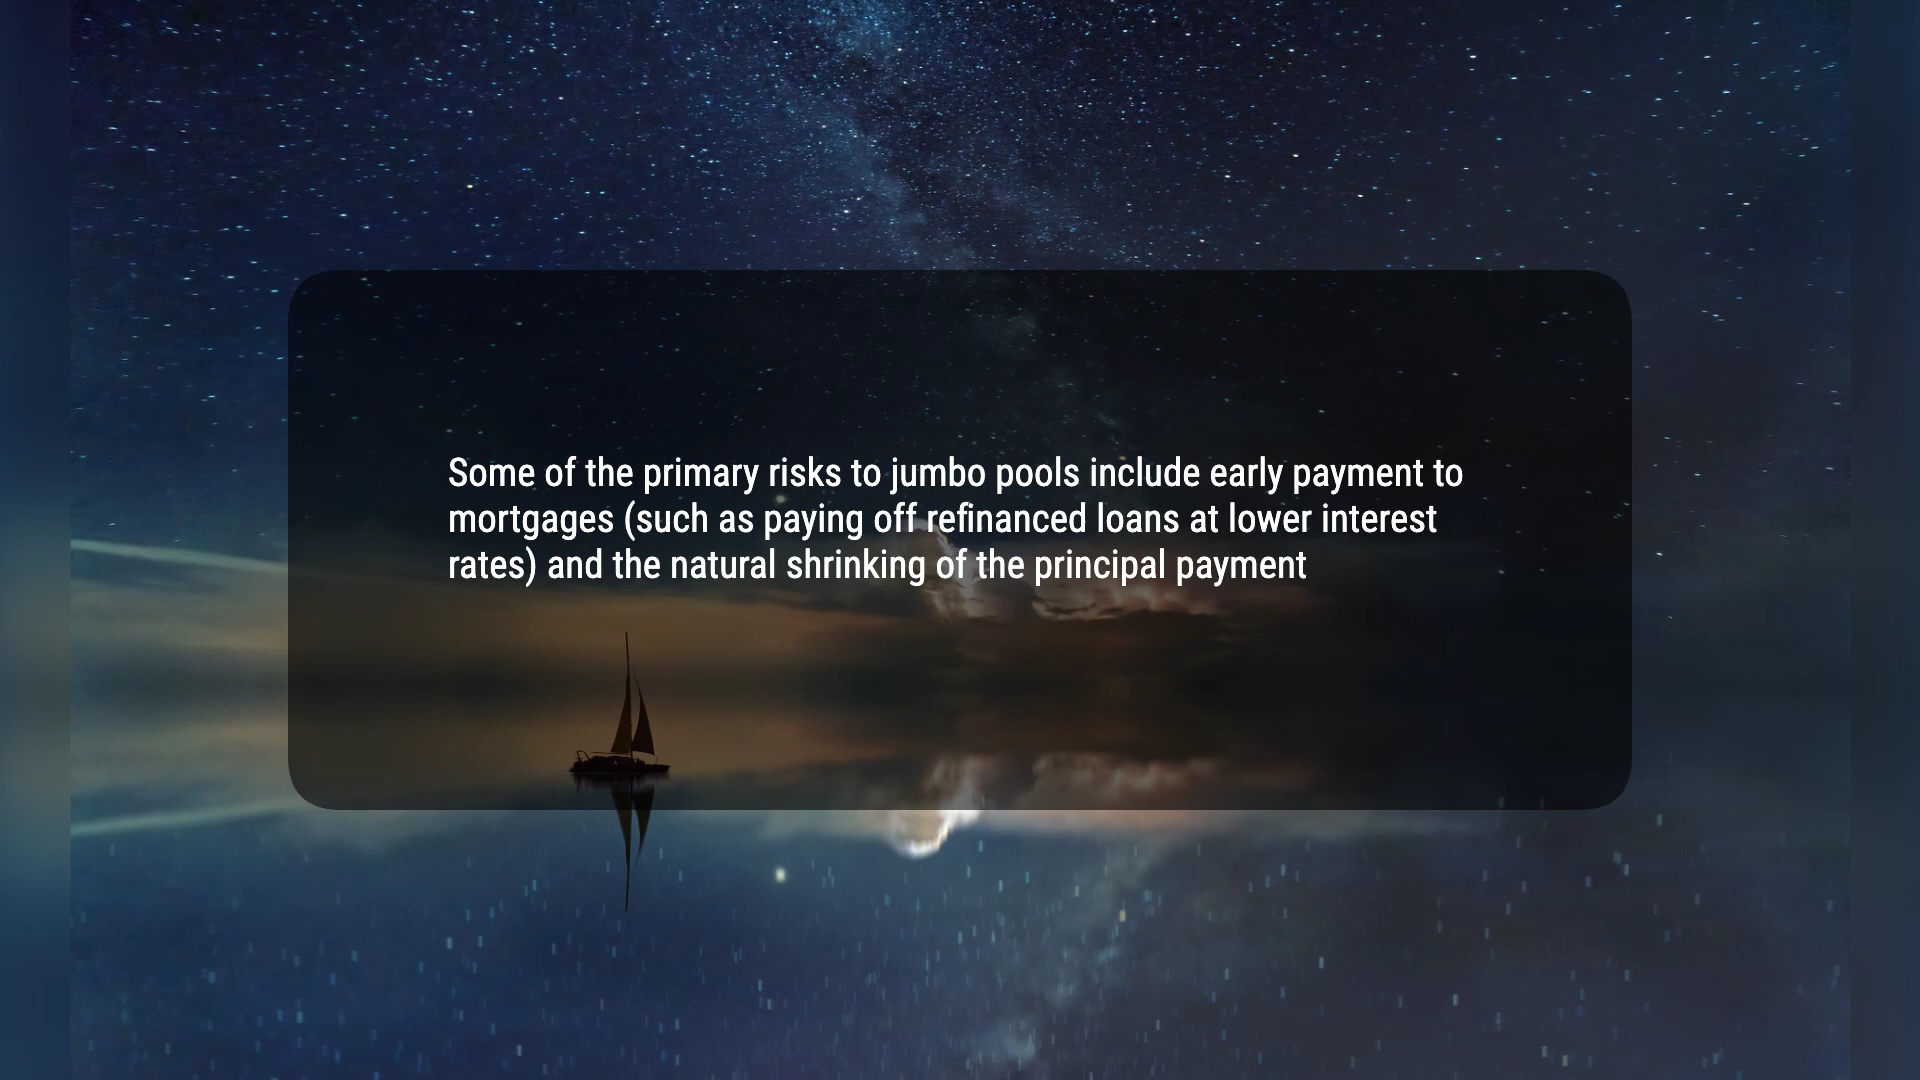 Some of the primary risks to jumbo pools include early payment to
mortgages (such as paying off refinanced loans at lower interest
rates) and the natural shrinking of the principal payment